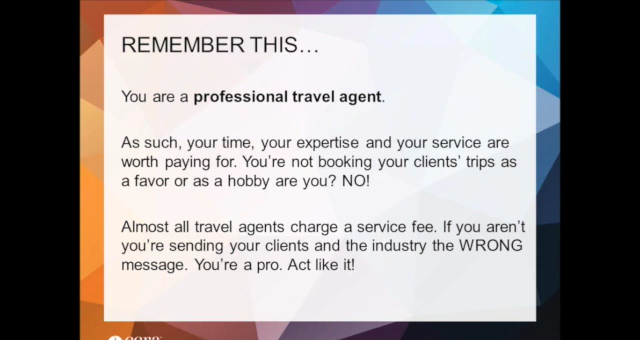 REMEMBER THIS…
You are a professional travel agent.
As such, your time, your expertise and your service are
worth paying for. You’re not booking your clients’ trips as
a favor or as a hobby are you? NO!
Almost all travel agents charge a service fee. If you aren’t
you’re sending your clients and the industry the WRONG
message. You’re a pro. Act like it!